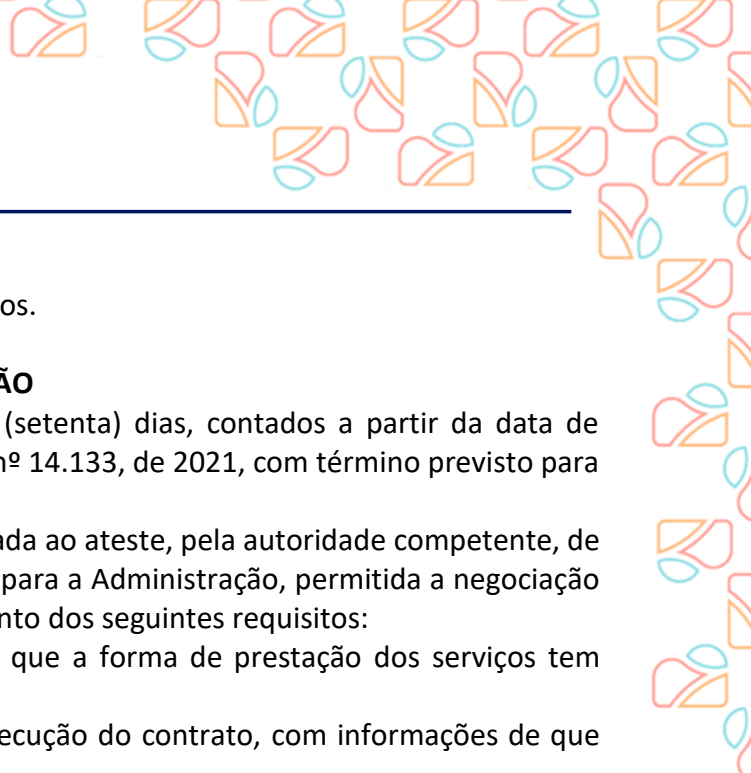 os.
ÃO
(setenta) dias, contados a partir da data de
nº 14.133, de 2021, com término previsto para
ada ao ateste, pela autoridade competente, de
para a Administração, permitida a negociação
nto dos seguintes requisitos:
que a forma de prestação dos serviços tem
ecução do contrato, com informações de que